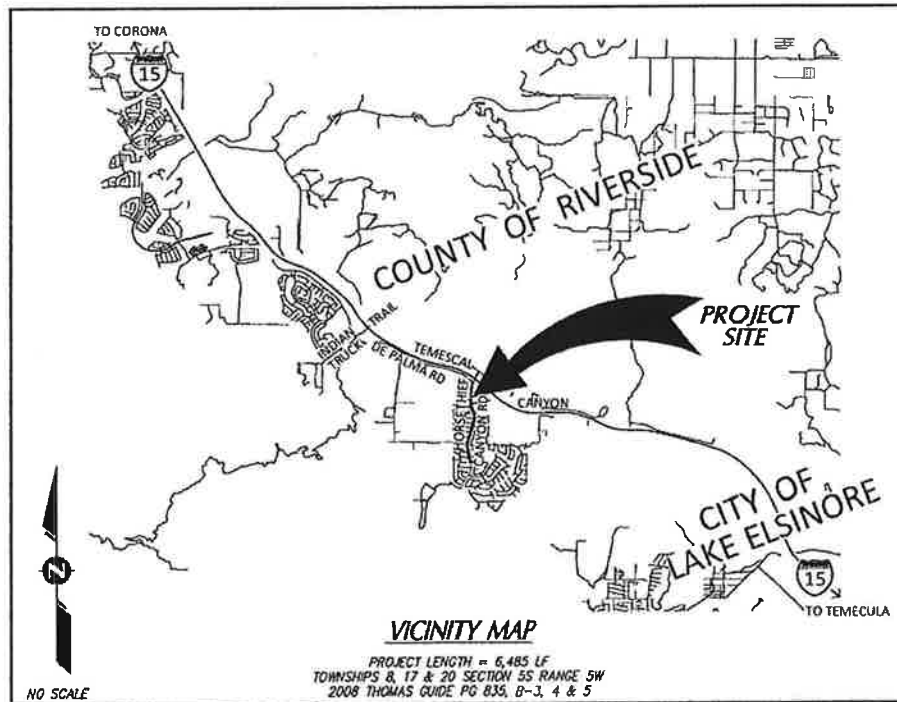 TO CORONA
15
COUNTY OF RIVERSIDE
PROJECT
SITE
INDIAN
TRUCK TRAIL
DE PALMA RD
TEMESCAL
CANYON
HORSETHIEF
CANYON RD
CITY OF
LAKE ELSINORE
15
TO TEMECULA
N
VICINITY MAP
PROJECT LENGTH = 6,485 LF
TOWNSHIPS 8, 17 & 20 SECTION 5S RANGE 5W
2008 THOMAS GUIDE PG 835, B-3, 4 & 5
NO SCALE